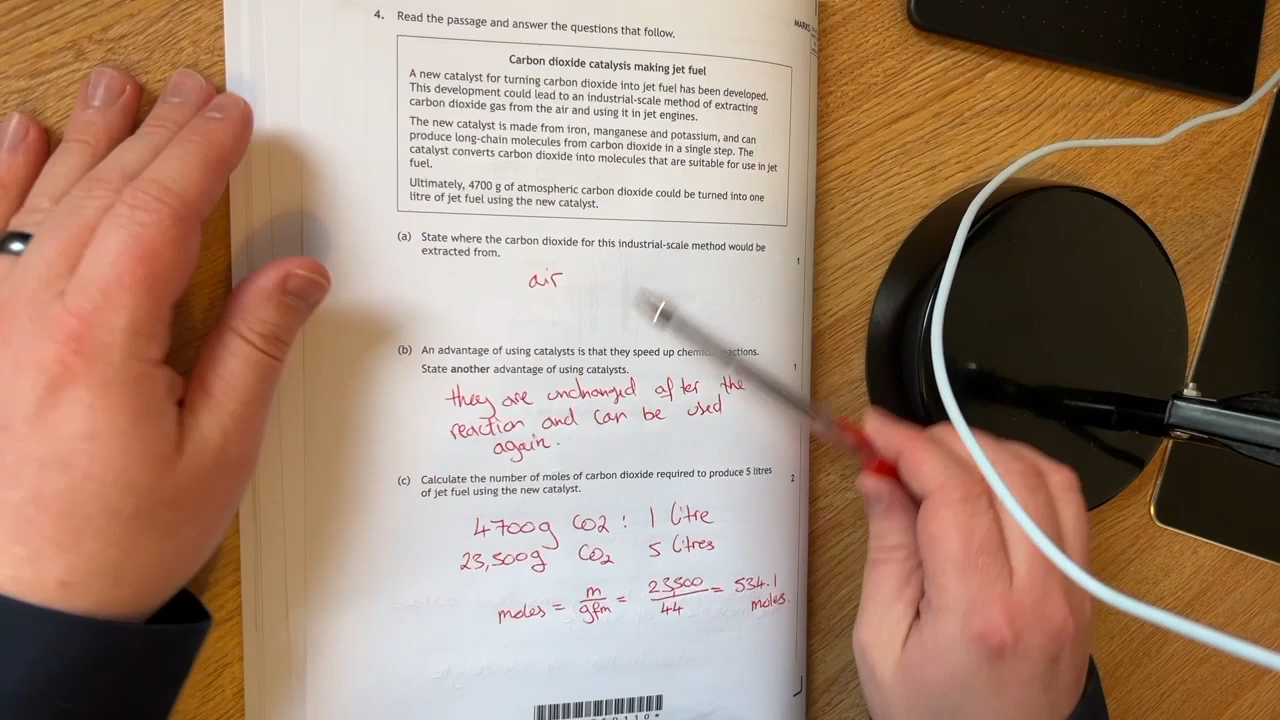 4. Read the passage and answer the questions that follow.
MARKS
Carbon dioxide catalysis making jet fuel
A new catalyst for turning carbon dioxide into jet fuel has been developed.
This development could lead to an industrial-scale method of extracting
carbon dioxide gas from the air and using it in jet engines.
The new catalyst is made from iron, manganese and potassium, and can
produce long-chain molecules from carbon dioxide in a single step. The
catalyst converts carbon dioxide into molecules that are suitable for use in jet
fuel.
Ultimately, 4700 g of atmospheric carbon dioxide could be turned into one
litre of jet fuel using the new catalyst.
(a) State where the carbon dioxide for this industrial-scale method would be
extracted from.
1
air
(b) An advantage of using catalysts is that they speed up
State another advantage of using catalysts.
1
they are unchanged after the
reaction and can be used
again.
(c) Calculate the number of moles of carbon dioxide required to produce 5 litres
of jet fuel using the new catalyst.
2
4700g CO2 : 1 litre
23,500g CO2 5 litres
moles = m/gfm = 23,500/44 = 534.1
moles.